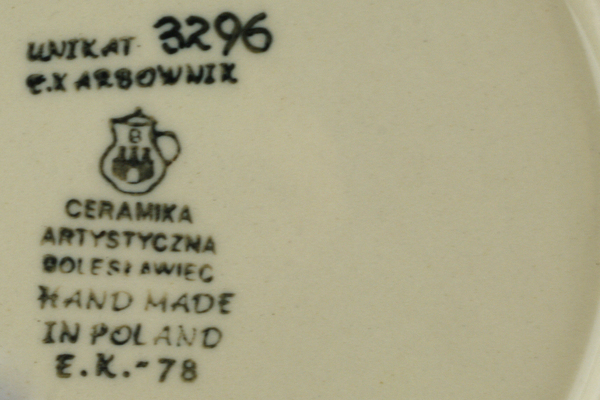 UNIKAT 3296
E.KARBOWNIK
B
CERAMIKA
ARTYSTYCZNA
BOLESŁAWIEC
HAND MADE
IN POLAND
E.K.-78